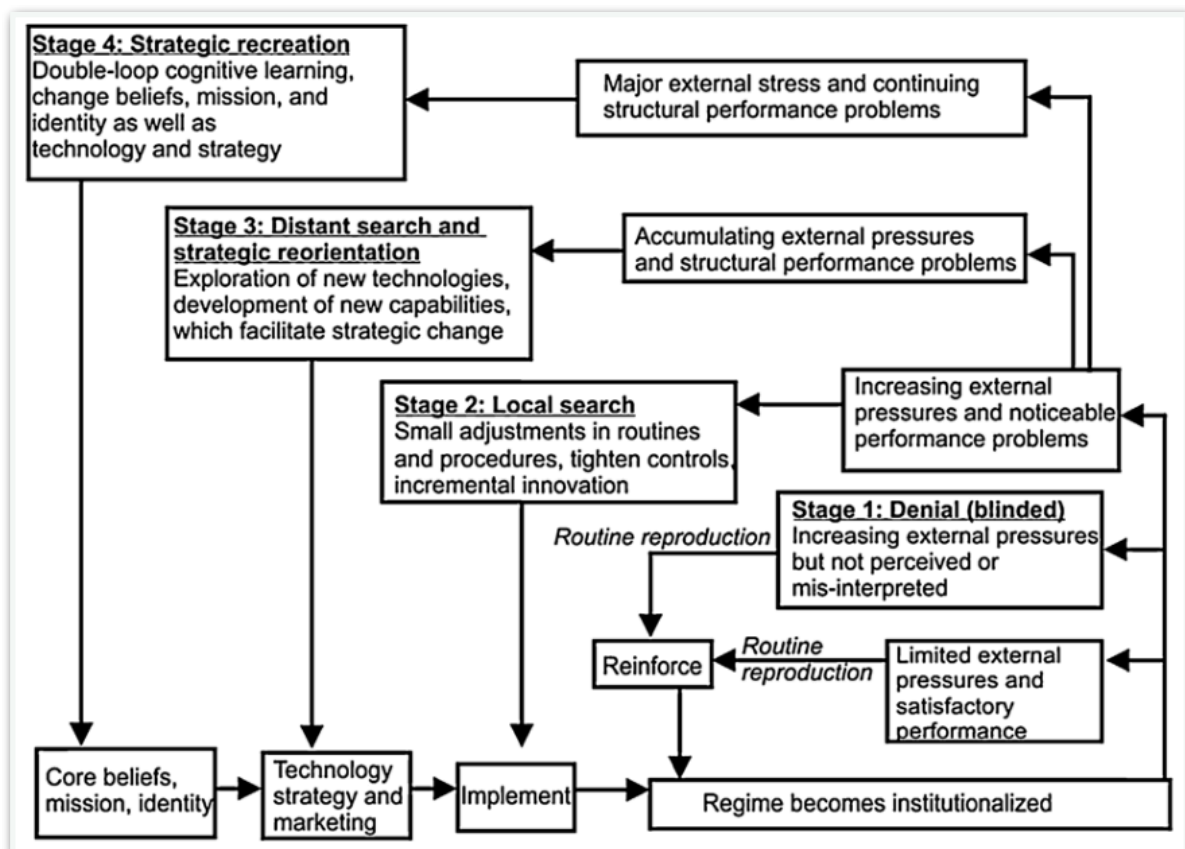 Stage 4: Strategic recreation
Double-loop cognitive learning,
change beliefs, mission, and
identity as well as
technology and strategy
Major external stress and continuing
structural performance problems
Stage 3: Distant search and
strategic reorientation
Exploration of new technologies,
development of new capabilities,
which facilitate strategic change
Accumulating external pressures
and structural performance problems
Stage 2: Local search
Small adjustments in routines
and procedures, tighten controls,
incremental innovation
Increasing external
pressures and noticeable
performance problems
Stage 1: Denial (blinded)
Increasing external pressures
but not perceived or
mis-interpreted
Routine reproduction
Reinforce
Routine
reproduction
Limited external
pressures and
satisfactory
performance
Core beliefs,
mission, identity
Technology
strategy and
marketing
Implement
Regime becomes institutionalized